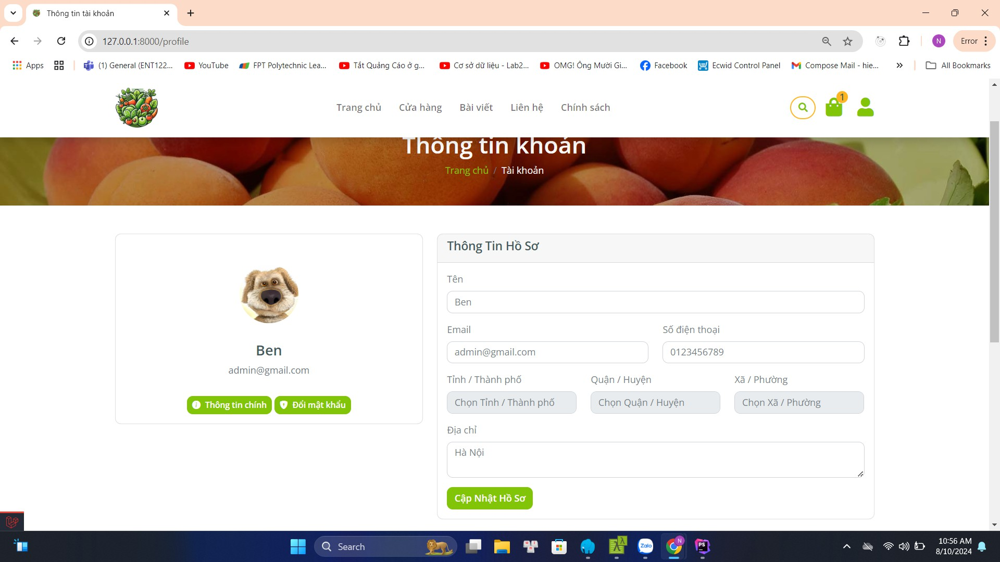 Thông tin tài khoản
127.0.0.1:8000/profile
N
Error
Apps
(1) General (ENT122...
YouTube
FPT Polytechnic Lea...
Tắt Quảng Cáo ở g...
Cơ sở dữ liệu - Lab2...
OMG! Ông Mười Gi...
Facebook
Ecwid Control Panel
Compose Mail - hie...
All Bookmarks
Trang chủ
Cửa hàng
Bài viết
Liên hệ
Chính sách
1
Thông tin khoản
Trang chủ / Tài khoản
Ben
admin@gmail.com
Thông tin chính
Đổi mật khẩu
Thông Tin Hồ Sơ
Tên
Ben
Email
Số điện thoại
admin@gmail.com
0123456789
Tỉnh / Thành phố
Quận / Huyện
Xã / Phường
Chọn Tỉnh / Thành phố
Chọn Quận / Huyện
Chọn Xã / Phường
Địa chỉ
Hà Nội
Cập Nhật Hồ Sơ
Search
Zalo
N
PS
10:56 AM
8/10/2024